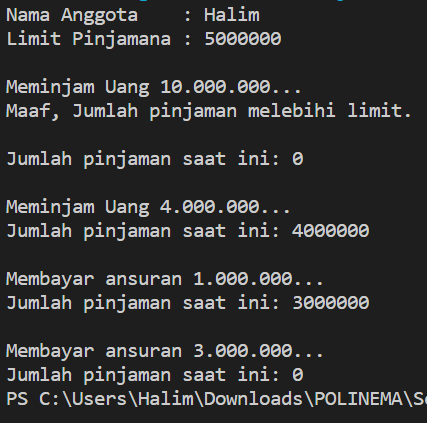 Nama Anggota    : Halim
Limit Pinjamana : 5000000
Meminjam Uang 10.000.000...
Maaf, Jumlah pinjaman melebihi limit.
Jumlah pinjaman saat ini: 0
Meminjam Uang 4.000.000...
Jumlah pinjaman saat ini: 4000000
Membayar ansuran 1.000.000...
Jumlah pinjaman saat ini: 3000000
Membayar ansuran 3.000.000...
Jumlah pinjaman saat ini: 0
PS C:\Users\Halim\Downloads\POLINEMA\S